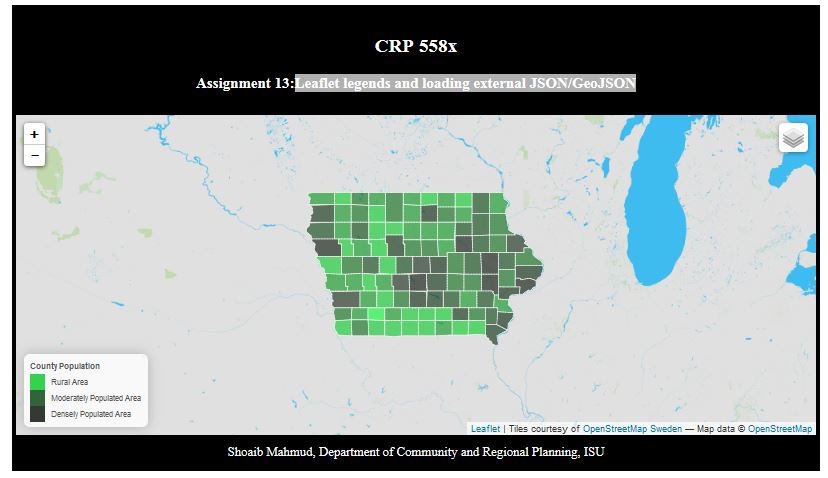 CRP 558x
Assignment 13:Leaflet legends and loading external JSON/GeoJSON
+
−
County Population
Rural Area
Moderately Populated Area
Densely Populated Area
Leaflet | Tiles courtesy of OpenStreetMap Sweden — Map data © OpenStreetMap
Shoaib Mahmud, Department of Community and Regional Planning, ISU